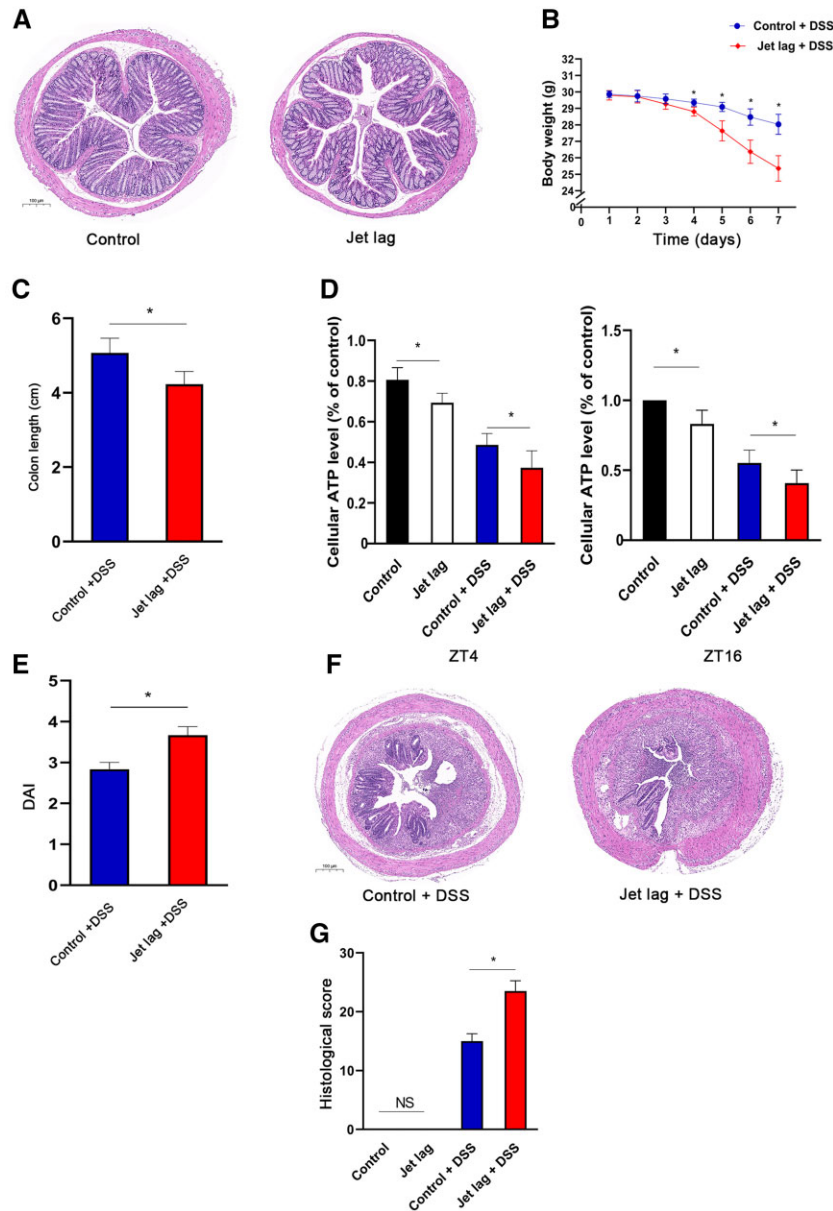 A
100 μm
Control
Jet lag
B
Control + DSS
Jet lag + DSS
Body weight (g)
32
31
30
29
28
27
26
25
24
0
* * * *
0 1 2 3 4 5 6 7
Time (days)
C
Colon length (cm)
6
4
2
0
*
Control +DSS
Jet lag +DSS
D
Cellular ATP level (% of control)
1.0
0.8
0.6
0.4
0.2
0
*
*
Control
Jet lag
Control + DSS
Jet lag + DSS
ZT4
Cellular ATP level (% of control)
1.5
1.0
0.5
0
*
*
Control
Jet lag
Control + DSS
Jet lag + DSS
ZT16
E
DAI
5
4
3
2
1
0
*
Control +DSS
Jet lag +DSS
F
100 μm
Control + DSS
Jet lag + DSS
G
Histological score
30
20
10
0
NS
*
Control
Jet lag
Control + DSS
Jet lag + DSS